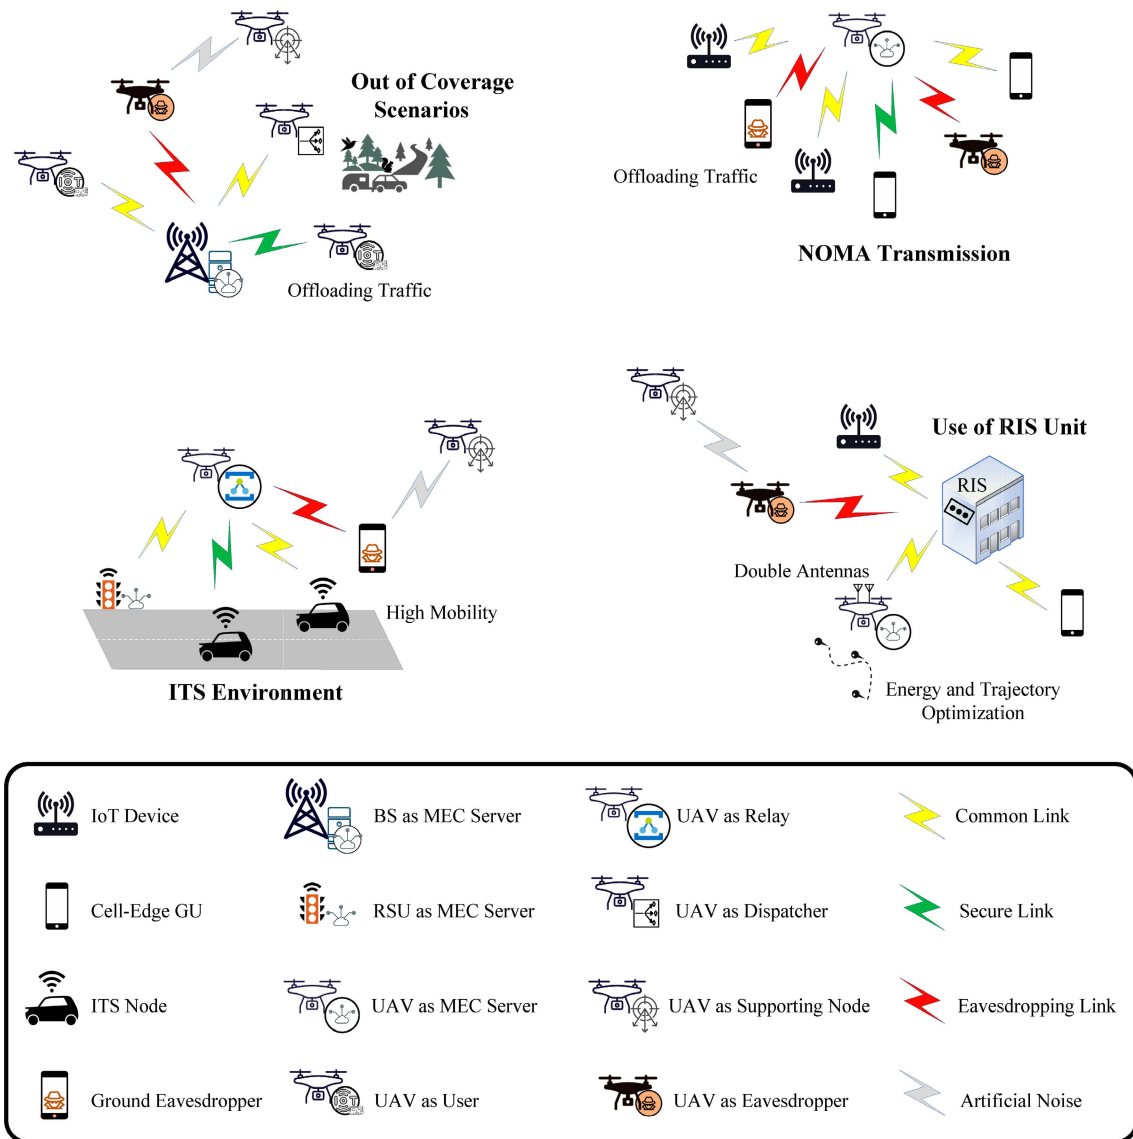 Out of Coverage
Scenarios
Offloading Traffic
Offloading Traffic
NOMA Transmission
High Mobility
ITS Environment
Use of RIS Unit
RIS
Double Antennas
Energy and Trajectory
Optimization
IoT Device
BS as MEC Server
UAV as Relay
Common Link
Cell-Edge GU
RSU as MEC Server
UAV as Dispatcher
Secure Link
ITS Node
UAV as MEC Server
UAV as Supporting Node
Eavesdropping Link
Ground Eavesdropper
UAV as User
UAV as Eavesdropper
Artificial Noise